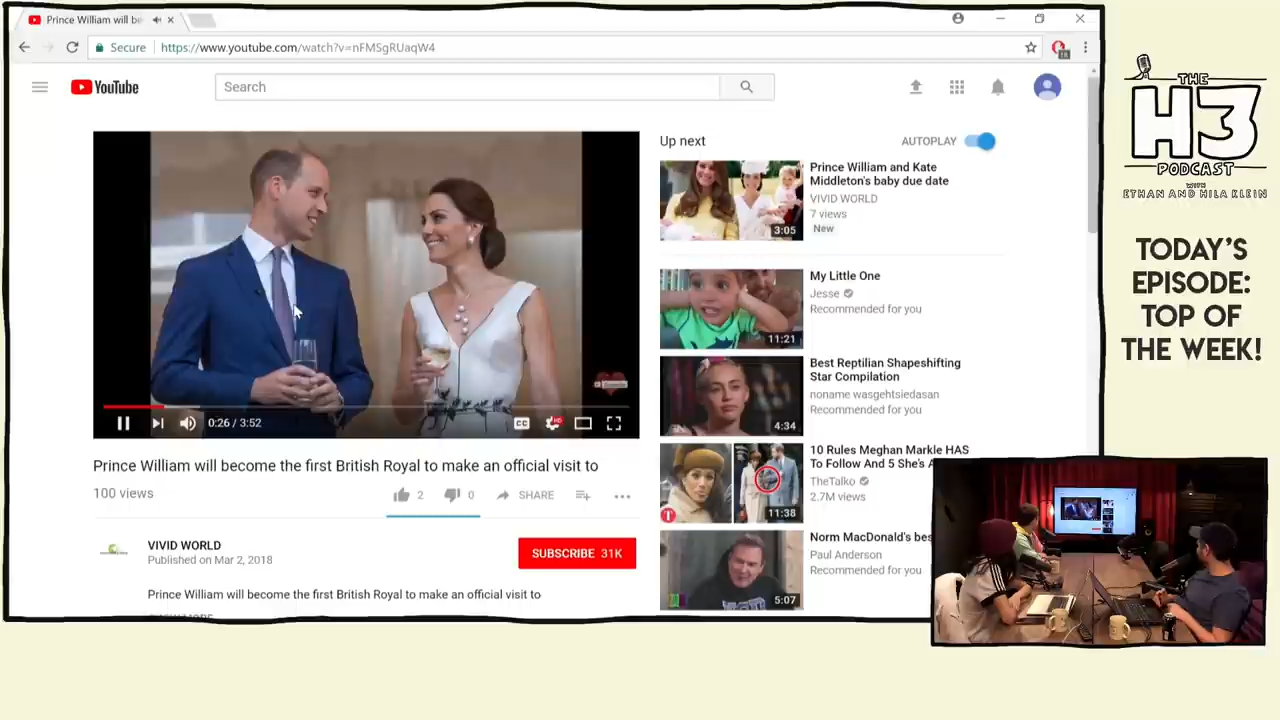 Prince William will be
Secure
https://www.youtube.com/watch?v=nFMSgRUaqW4
YouTube
Search
Up next
AUTOPLAY
3:05
Prince William and Kate
Middleton's baby due date
VIVID WORLD
7 views
New
11:21
My Little One
Jesse
Recommended for you
4:34
Best Reptilian Shapeshifting
Star Compilation
noname wasgehtsiedasan
Recommended for you
11:38
10 Rules Meghan Markle HAS
To Follow And 5 She's A
TheTalko
2.7M views
5:07
Norm MacDonald's bes
Paul Anderson
Recommended for you
0:26 / 3:52
CC
HD
Prince William will become the first British Royal to make an official visit to
100 views
2
0
SHARE
VIVID WORLD
Published on Mar 2, 2018
SUBSCRIBE 31K
Prince William will become the first British Royal to make an official visit to
THE
H3
PODCAST
WITH
ETHAN AND HILA KLEIN
TODAY'S
EPISODE:
TOP OF
THE WEEK!